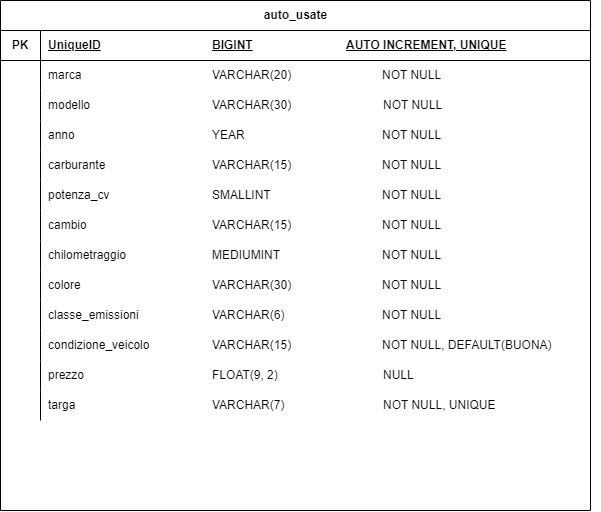 auto_usate
PK UniqueID BIGINT AUTO INCREMENT, UNIQUE
marca VARCHAR(20) NOT NULL
modello VARCHAR(30) NOT NULL
anno YEAR NOT NULL
carburante VARCHAR(15) NOT NULL
potenza_cv SMALLINT NOT NULL
cambio VARCHAR(15) NOT NULL
chilometraggio MEDIUMINT NOT NULL
colore VARCHAR(30) NOT NULL
classe_emissioni VARCHAR(6) NOT NULL
condizione_veicolo VARCHAR(15) NOT NULL, DEFAULT(BUONA)
prezzo FLOAT(9, 2) NULL
targa VARCHAR(7) NOT NULL, UNIQUE